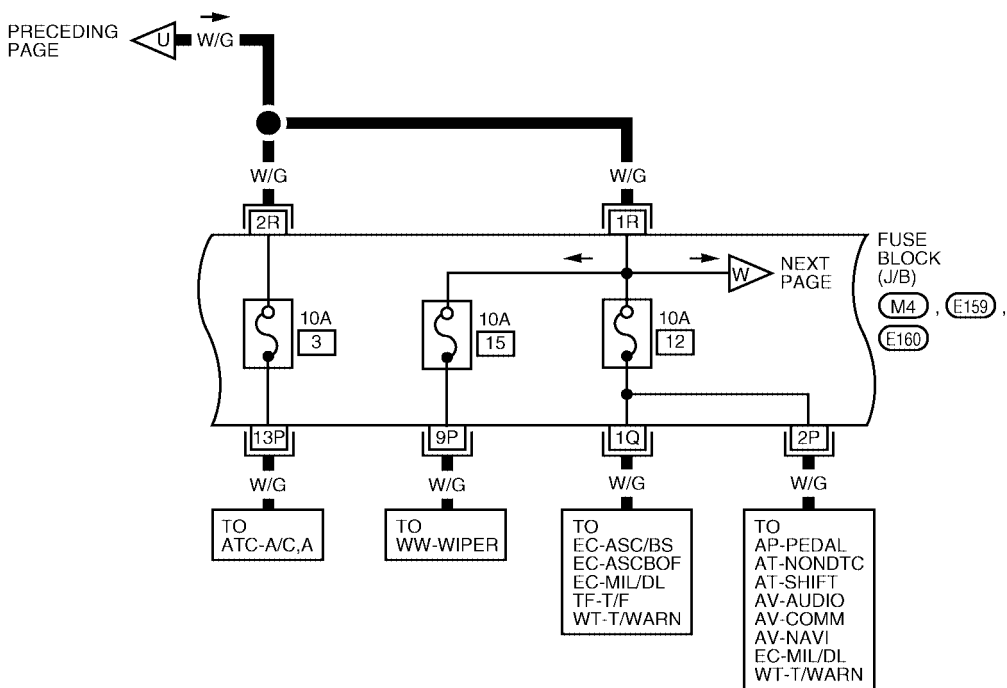 PRECEDING
PAGE
U
W/G
W/G
W/G
2R
1R
FUSE
BLOCK
(J/B)
M4 , E159 ,
E160
W
NEXT
PAGE
10A
3
10A
15
10A
12
13P
9P
1Q
2P
W/G
W/G
W/G
W/G
TO
ATC-A/C,A
TO
WW-WIPER
TO
EC-ASC/BS
EC-ASCBOF
EC-MIL/DL
TF-T/F
WT-T/WARN
TO
AP-PEDAL
AT-NONDTC
AT-SHIFT
AV-AUDIO
AV-COMM
AV-NAVI
EC-MIL/DL
WT-T/WARN